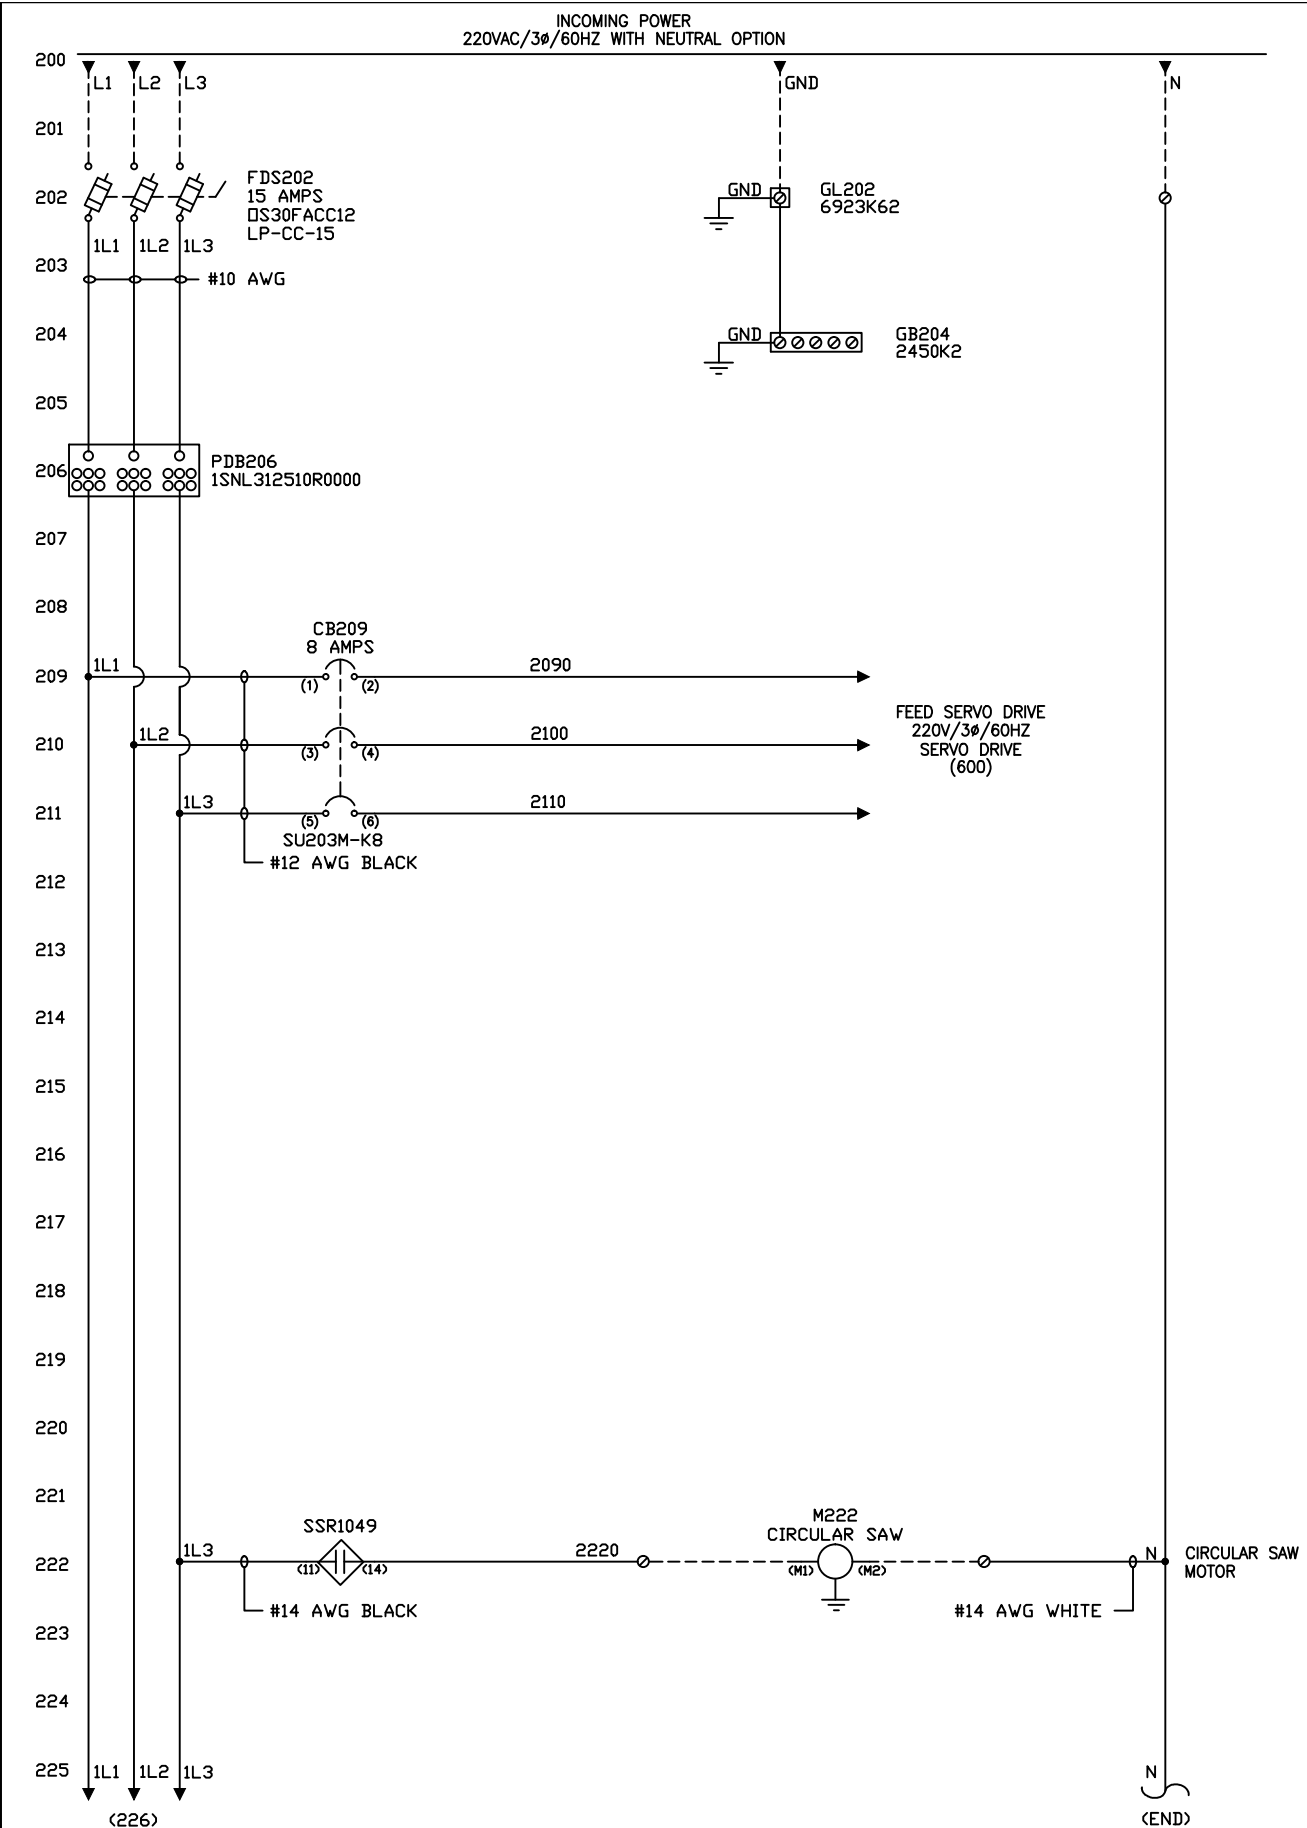 INCOMING POWER
220VAC/3ø/60HZ WITH NEUTRAL OPTION
200
L1 L2 L3 GND N
201
FDS202
202 15 AMPS GND GL202
OS30FACC12 6923K62
LP-CC-15
1L1 1L2 1L3
203 #10 AWG
204 GND GB204
2450K2
205
PDB206
206 1SNL312510R0000
207
208
CB209
8 AMPS
1L1 2090
209
(1) (2)
FEED SERVO DRIVE
1L2 2100 220V/3ø/60HZ
210 SERVO DRIVE
(3) (4) (600)
1L3 2110
211
(5) (6)
SU203M-K8
#12 AWG BLACK
212
213
214
215
216
217
218
219
220
221
SSR1049 M222
CIRCULAR SAW
1L3 2220 N CIRCULAR SAW
222 (11) (14) (M1) (M2) MOTOR
#14 AWG BLACK #14 AWG WHITE
223
224
225 1L1 1L2 1L3 N
(226) (END)